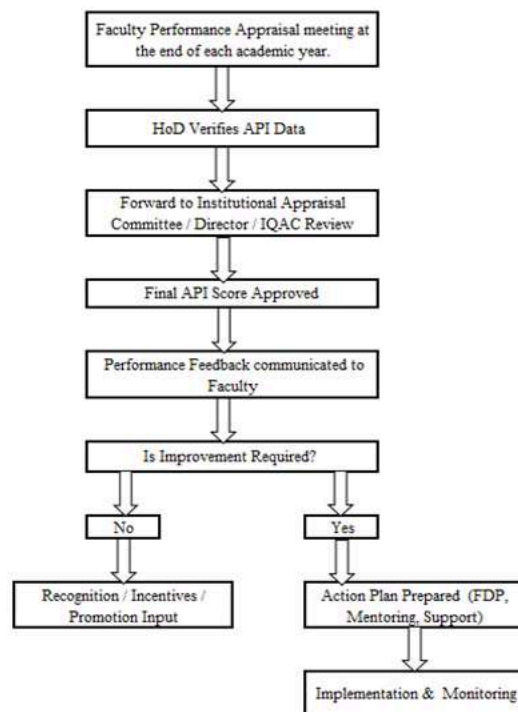 Faculty Performance Appraisal meeting at
the end of each academic year.
HoD Verifies API Data
Forward to Institutional Appraisal
Committee / Director / IQAC Review
Final API Score Approved
Performance Feedback communicated to
Faculty
Is Improvement Required?
No
Yes
Recognition / Incentives /
Promotion Input
Action Plan Prepared (FDP,
Mentoring, Support)
Implementation & Monitoring